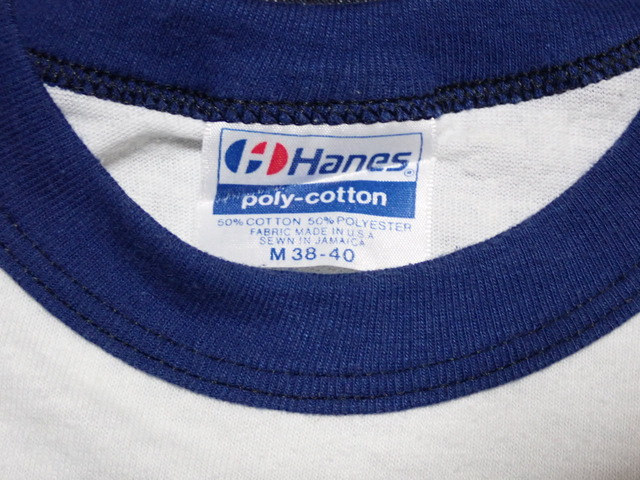 Hanes®
poly-cotton
50% COTTON 50% POLYESTER
FABRIC MADE IN U.S.A
SEWN IN JAMAICA
M 38-40